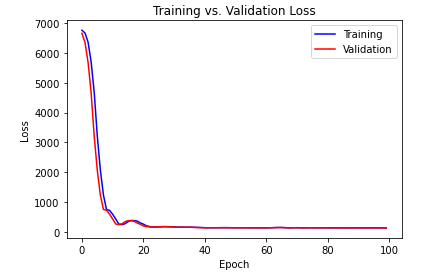 Training vs. Validation Loss
7000
6000
5000
4000
3000
2000
1000
0
Loss
Training
Validation
0 20 40 60 80 100
Epoch